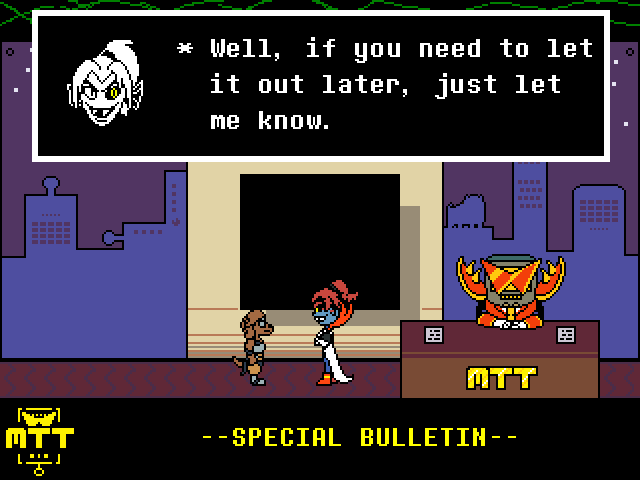 * Well, if you need to let
it out later, just let
me know.
MTT
MTT
--SPECIAL BULLETIN--